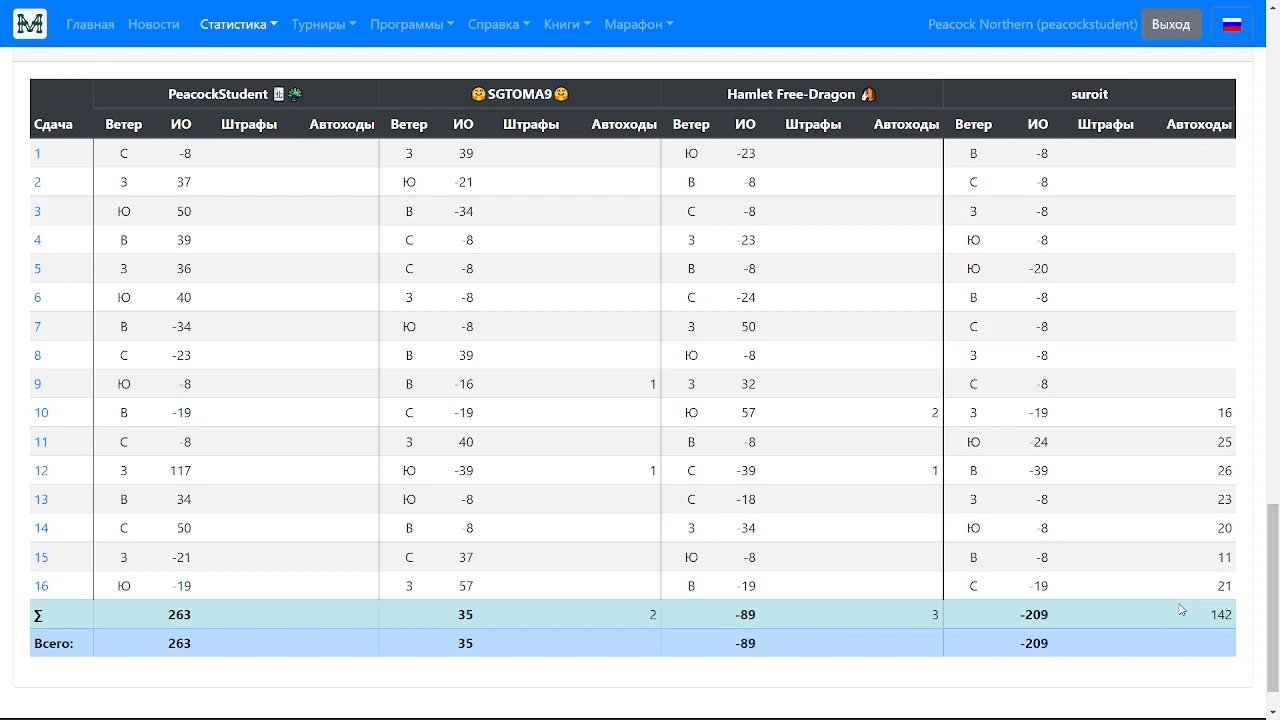 M Главная Новости Статистика Турниры Программы Справка Книги Марафон Peacock Northern (peacockstudent) Выход
PeacockStudent 🀪 🦚 🤗SGTOMA9🤗 Hamlet Free-Dragon 🦣 suroit
Сдача Ветер ИО Штрафы Автоходы Ветер ИО Штрафы Автоходы Ветер ИО Штрафы Автоходы Ветер ИО Штрафы Автоходы
1 С -8 З 39 Ю -23 В -8
2 З 37 Ю -21 В -8 С -8
3 Ю 50 В -34 С -8 З -8
4 В 39 С -8 З -23 Ю -8
5 З 36 С -8 В -8 Ю -20
6 Ю 40 З -8 С -24 В -8
7 В -34 Ю -8 З 50 С -8
8 С -23 В 39 Ю -8 З -8
9 Ю -8 В -16 1 З 32 С -8
10 В -19 С -19 Ю 57 2 З -19 16
11 С -8 З 40 В -8 Ю -24 25
12 З 117 Ю -39 1 С -39 1 В -39 26
13 В 34 Ю -8 С -18 З -8 23
14 С 50 В -8 З -34 Ю -8 20
15 З -21 С 37 Ю -8 В -8 11
16 Ю -19 З 57 В -19 С -19 21
∑ 263 35 2 -89 3 -209 142
Всего: 263 35 -89 -209